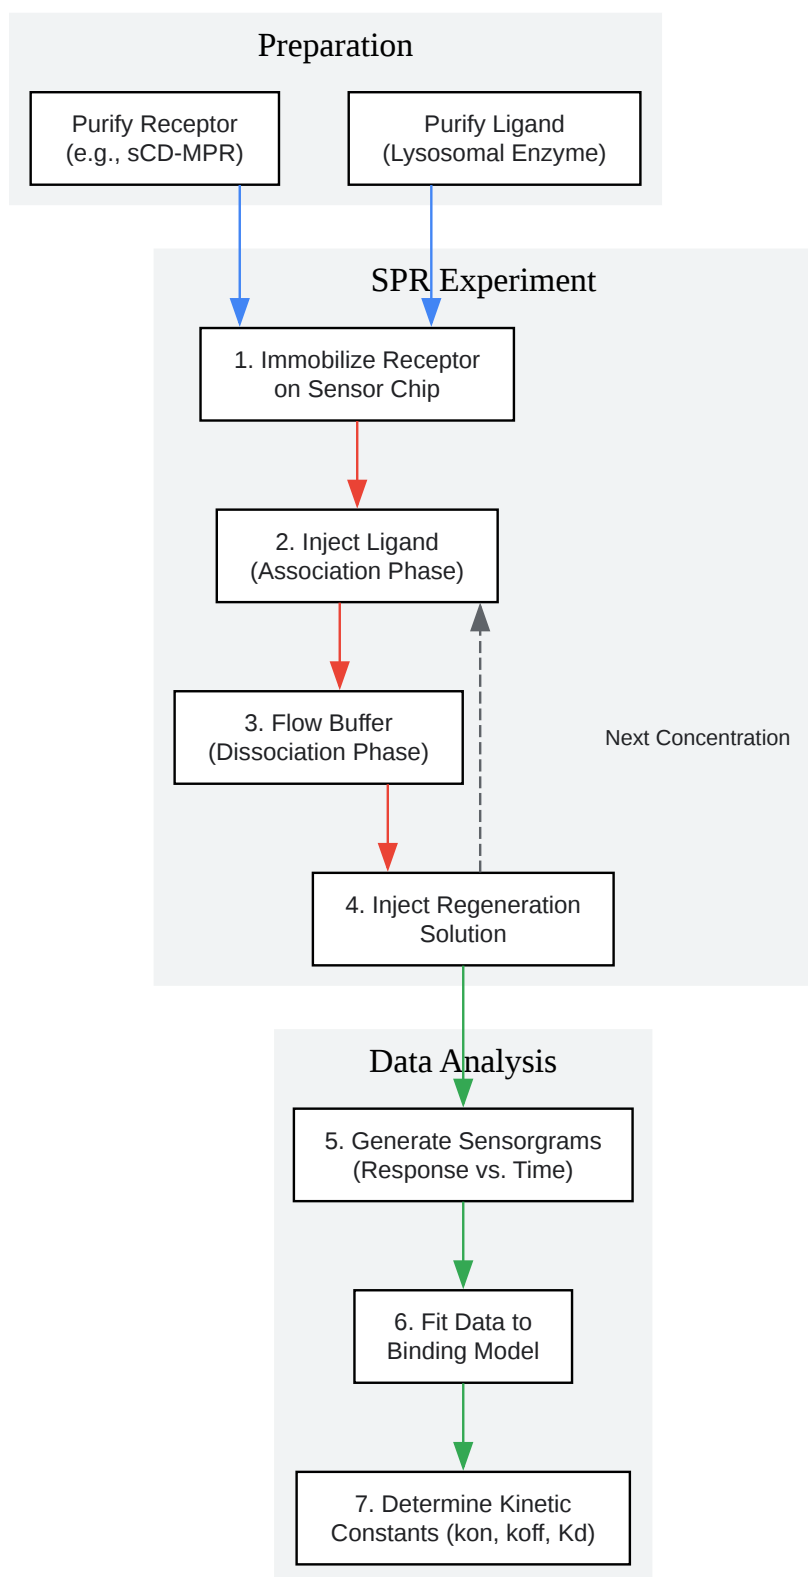 Preparation
Purify Receptor
(e.g., sCD-MPR)
Purify Ligand
(Lysosomal Enzyme)
SPR Experiment
1. Immobilize Receptor
on Sensor Chip
2. Inject Ligand
(Association Phase)
3. Flow Buffer
(Dissociation Phase)
Next Concentration
4. Inject Regeneration
Solution
Data Analysis
5. Generate Sensorgrams
(Response vs. Time)
6. Fit Data to
Binding Model
7. Determine Kinetic
Constants (kon, koff, Kd)